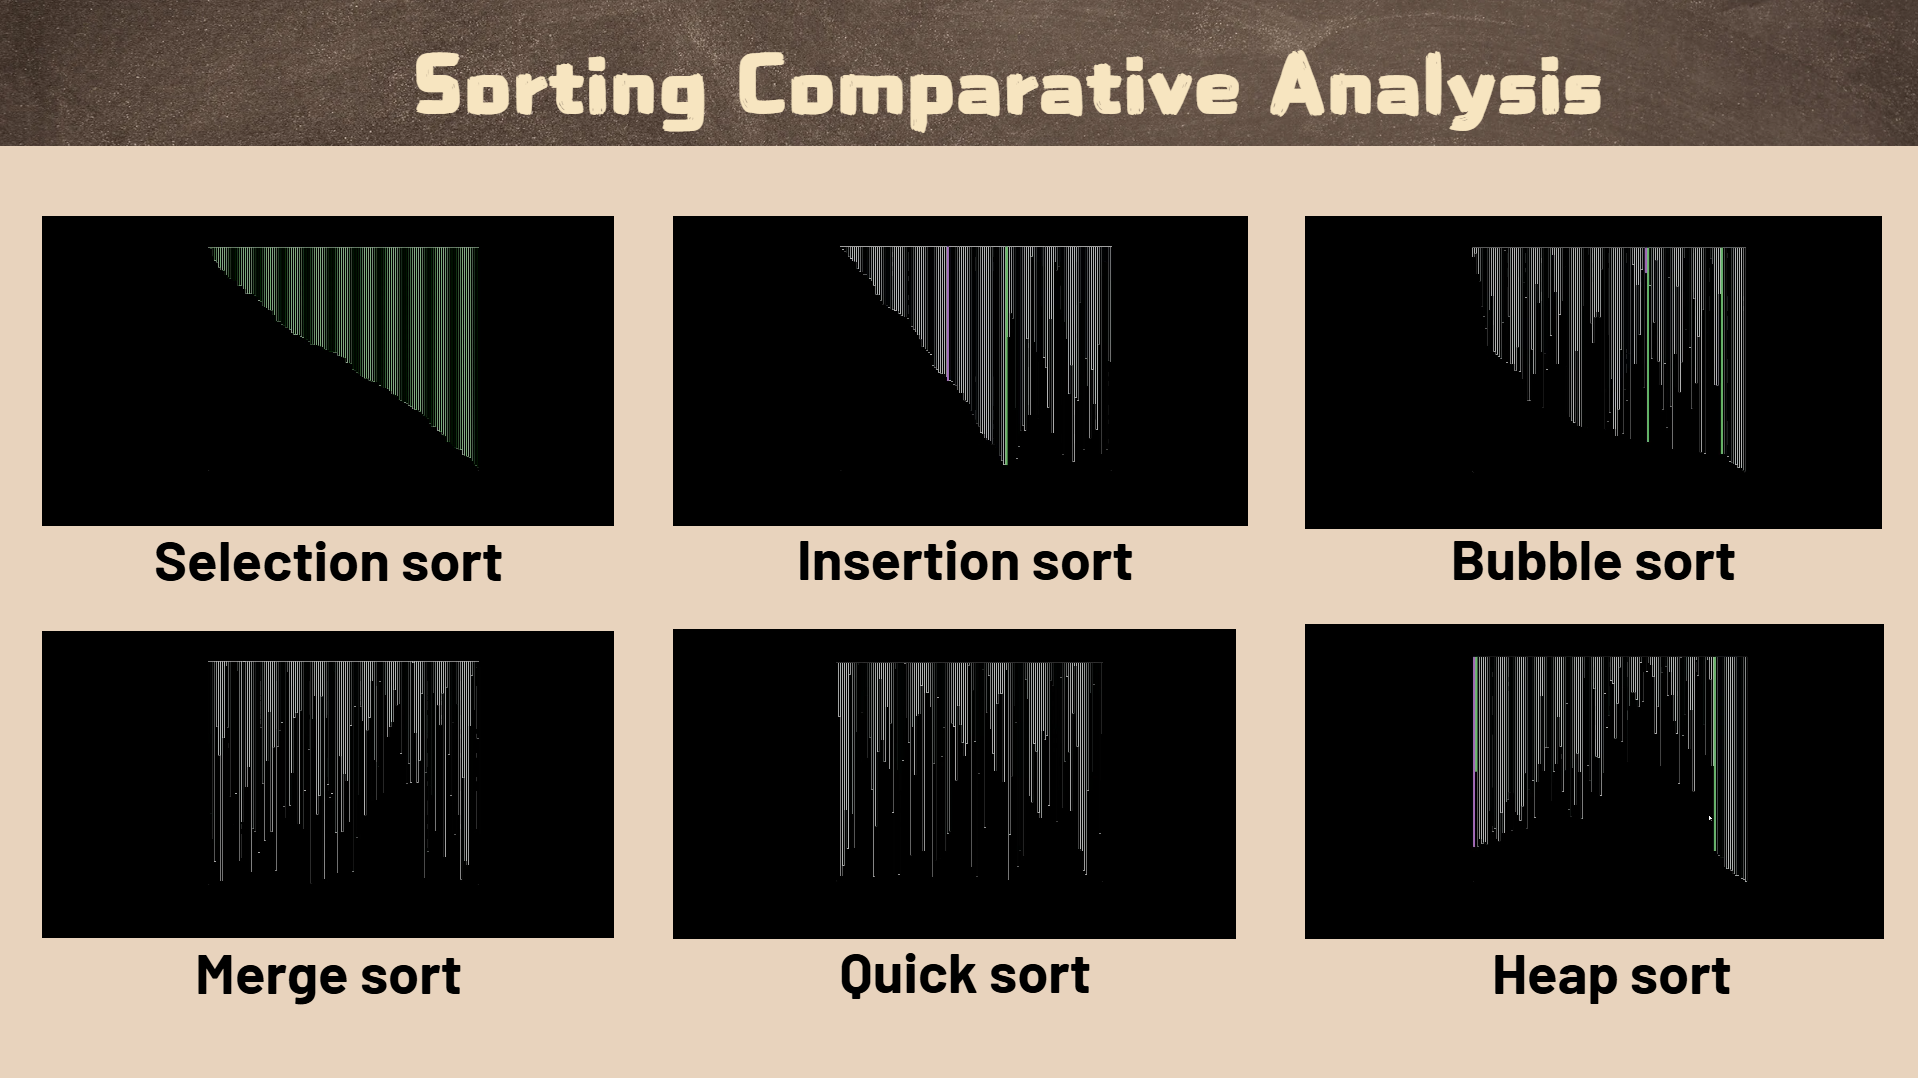 Sorting Comparative Analysis
Selection sort
Insertion sort
Bubble sort
Merge sort
Quick sort
Heap sort